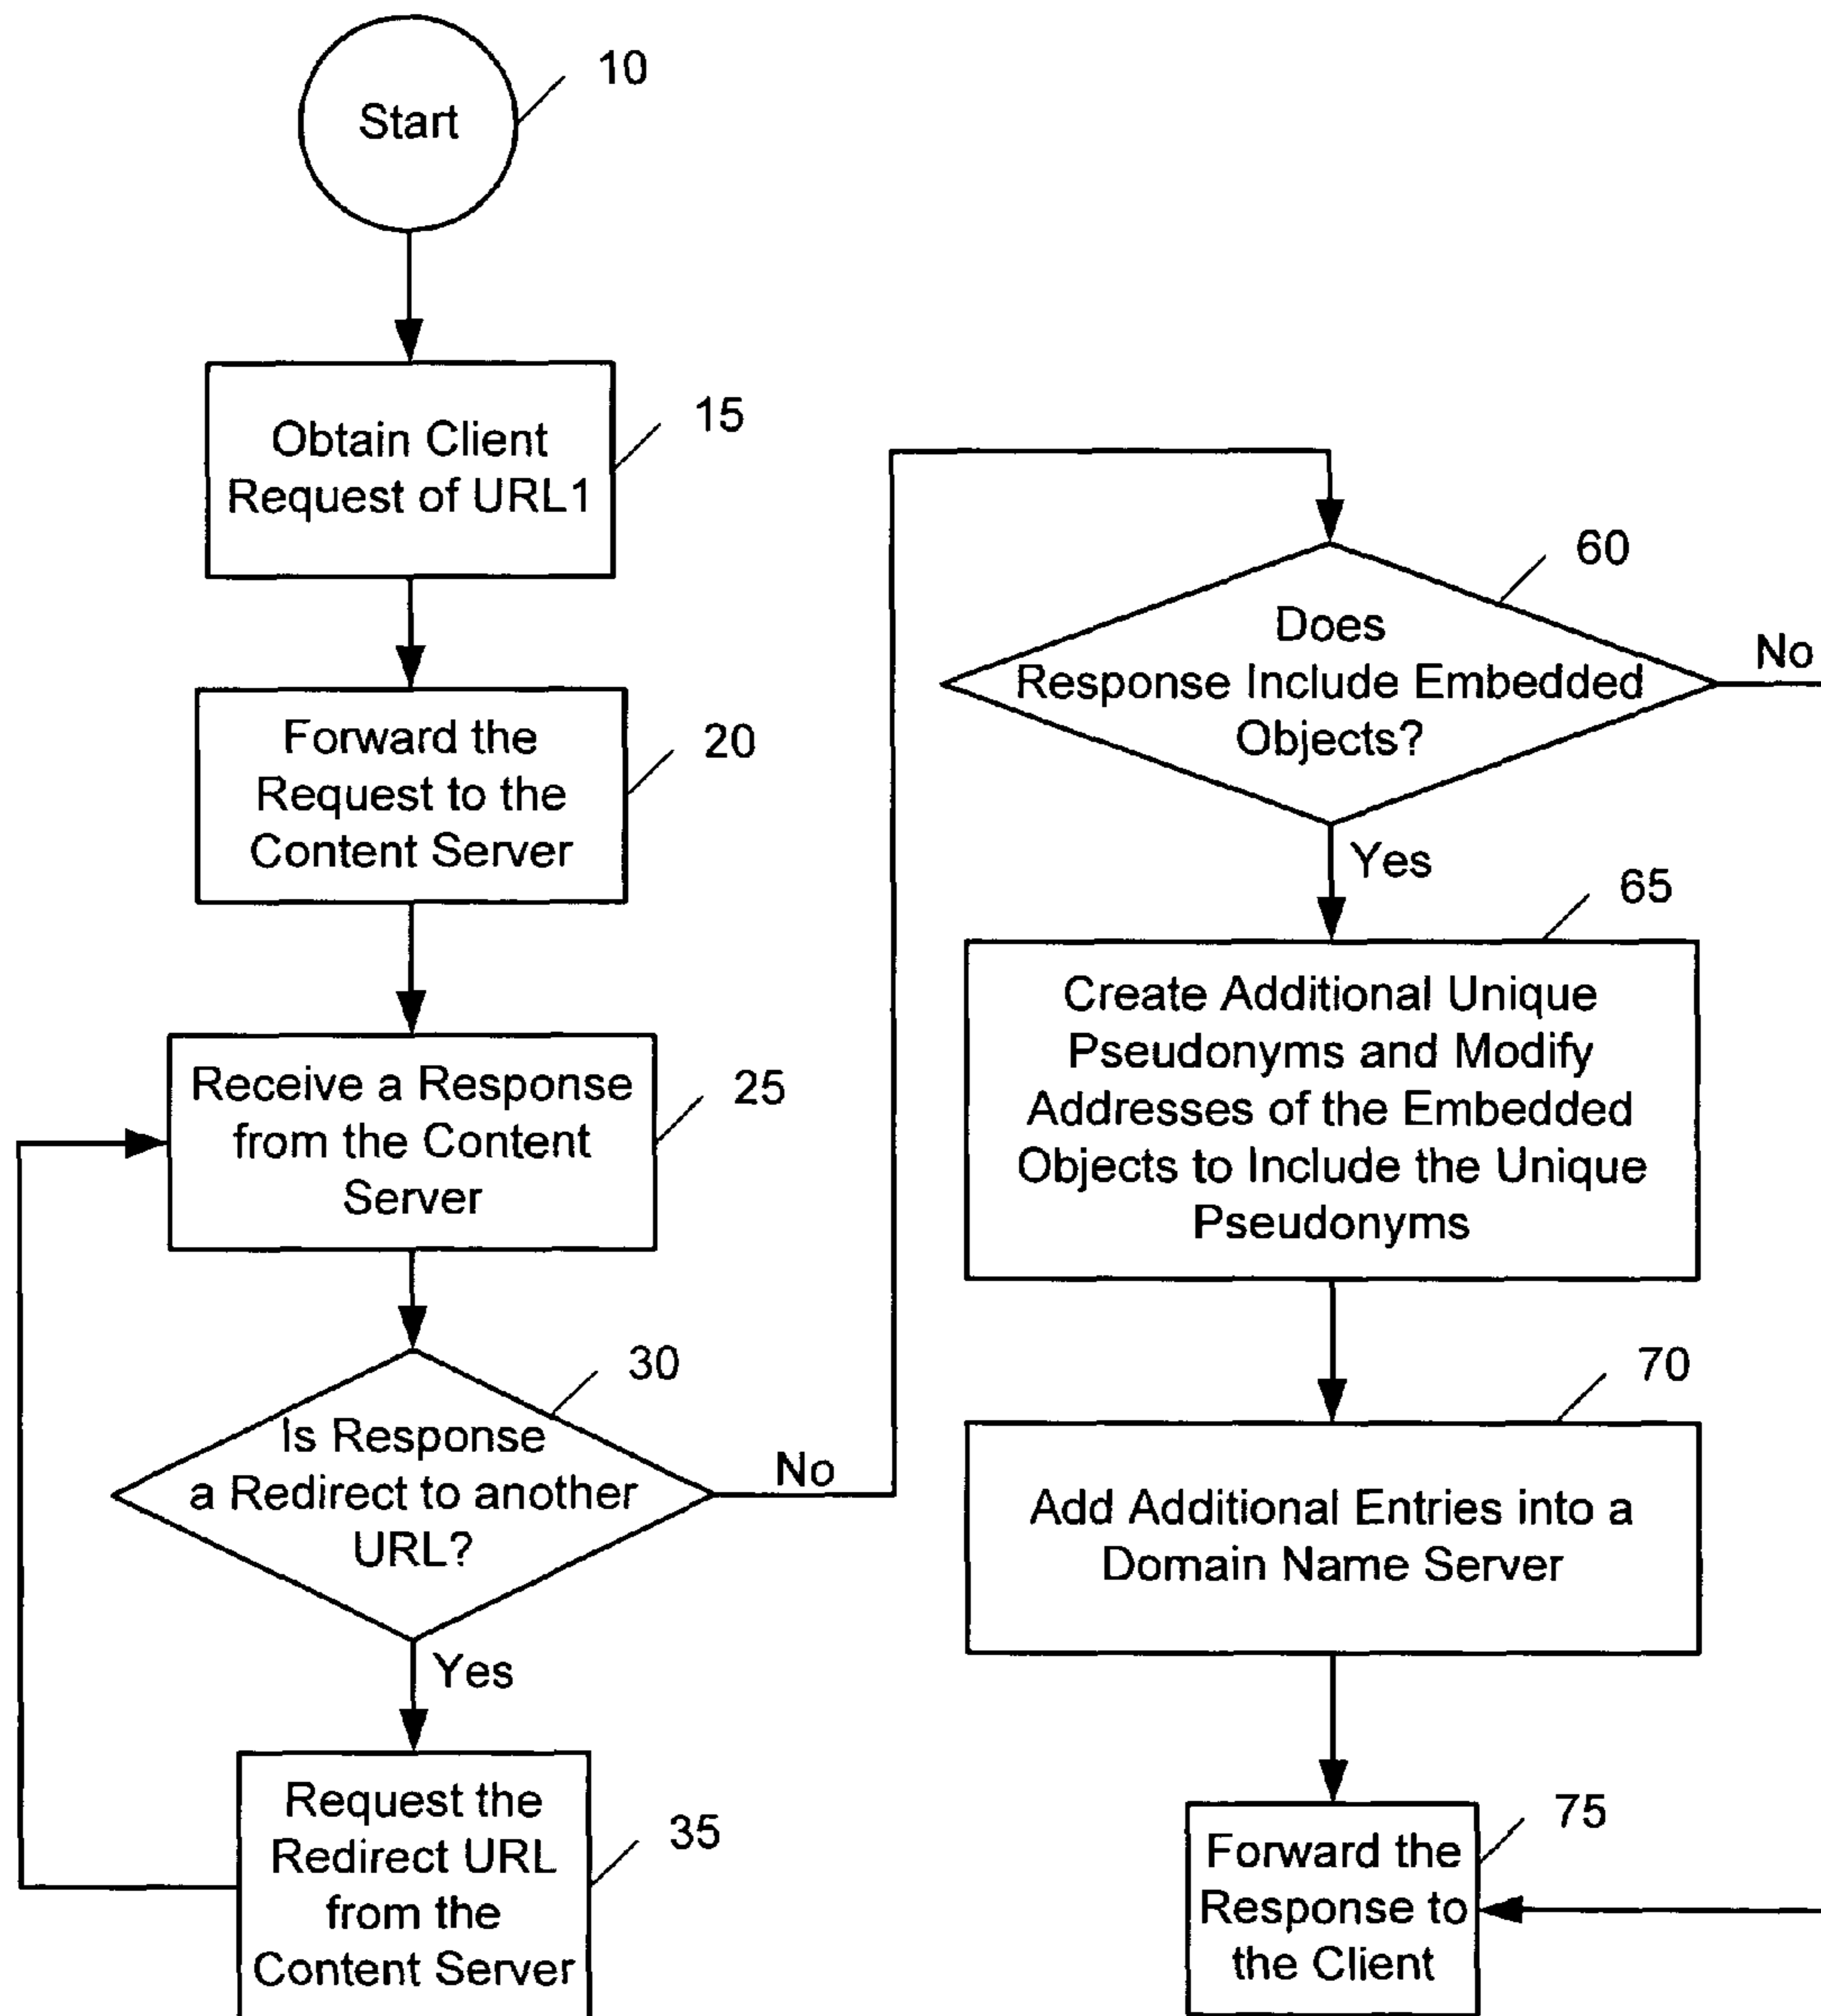 Start
10
Obtain Client
Request of URL1
15
Forward the
Request to the
Content Server
20
Receive a Response
from the Content
Server
25
Is Response
a Redirect to another
URL?
30
No
Yes
Request the
Redirect URL
from the
Content Server
35
Does
Response Include Embedded
Objects?
60
No
Yes
Create Additional Unique
Pseudonyms and Modify
Addresses of the Embedded
Objects to Include the Unique
Pseudonyms
65
Add Additional Entries into a
Domain Name Server
70
Forward the
Response to
the Client
75